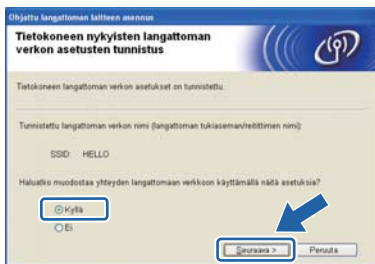 Ohjattu langattoman laitteen asennus
Tietokoneen nykyisten langattoman
verkon asetusten tunnistus
Tietokoneen langattoman verkon asetukset on tunnistettu.
Tunnistettu langattoman verkon nimi (langattoman tukiaseman/reitittimen nimi):
SSID: HELLO
Haluatko muodostaa yhteyden langattomaan verkkoon käyttämällä näitä asetuksia?
Kyllä
Ei
Seuraava > Peruuta